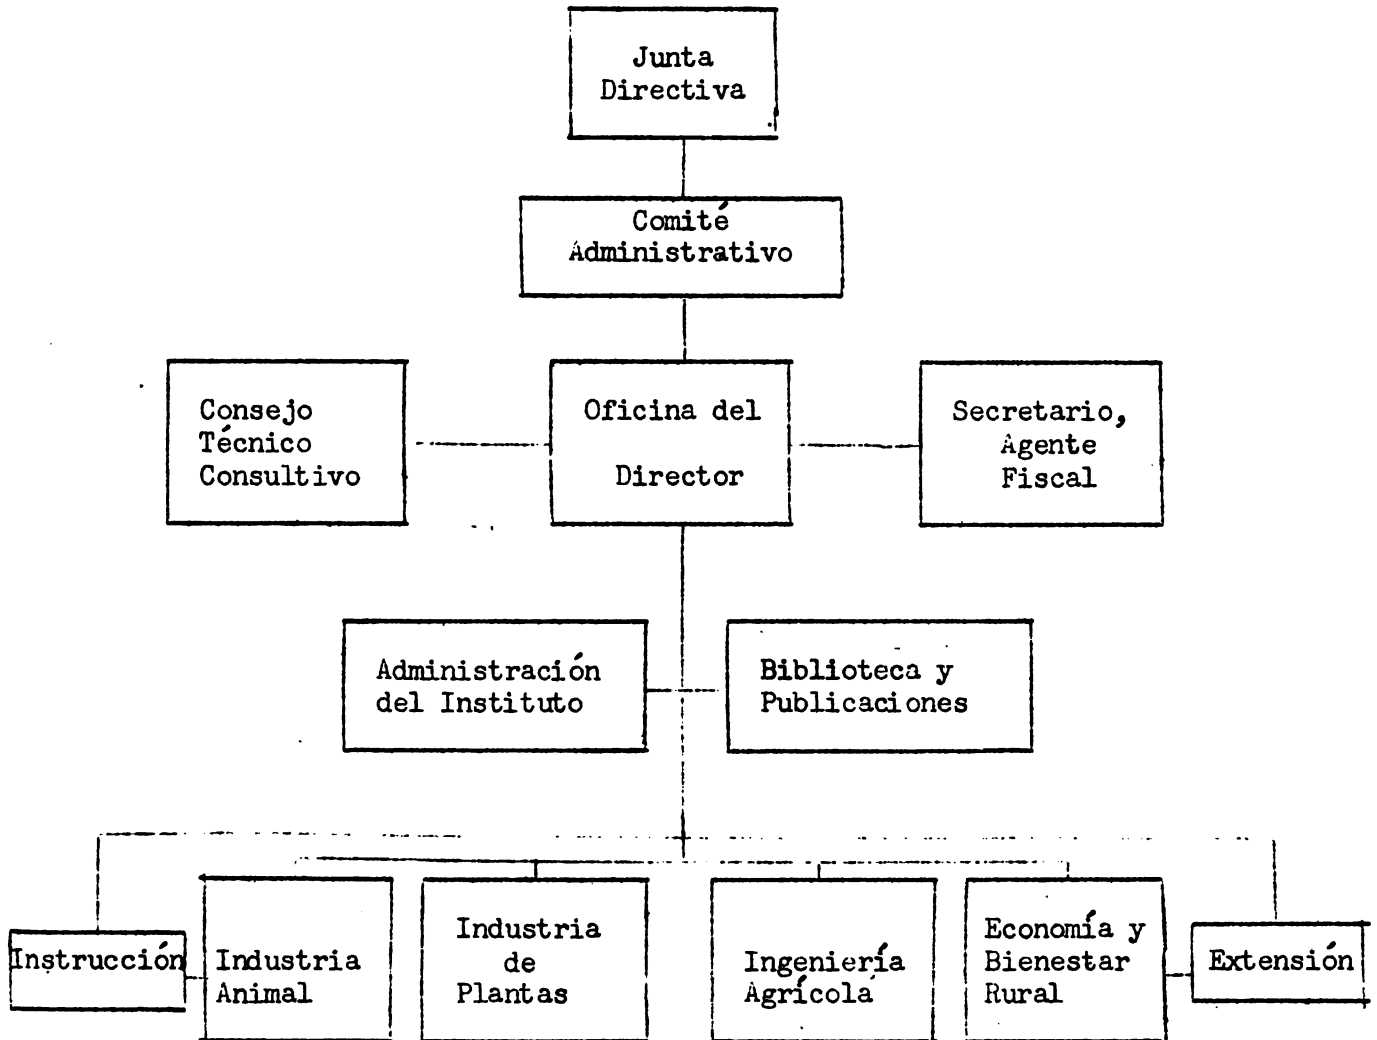 Junta
Directiva
Comité
Administrativo
Consejo
Técnico
Consultivo
Oficina del
Director
Secretario,
Agente
Fiscal
Administración
del Instituto
Biblioteca y
Publicaciones
Instrucción
Industria
Animal
Industria
de
Plantas
Ingeniería
Agrícola
Economía y
Bienestar
Rural
Extensión